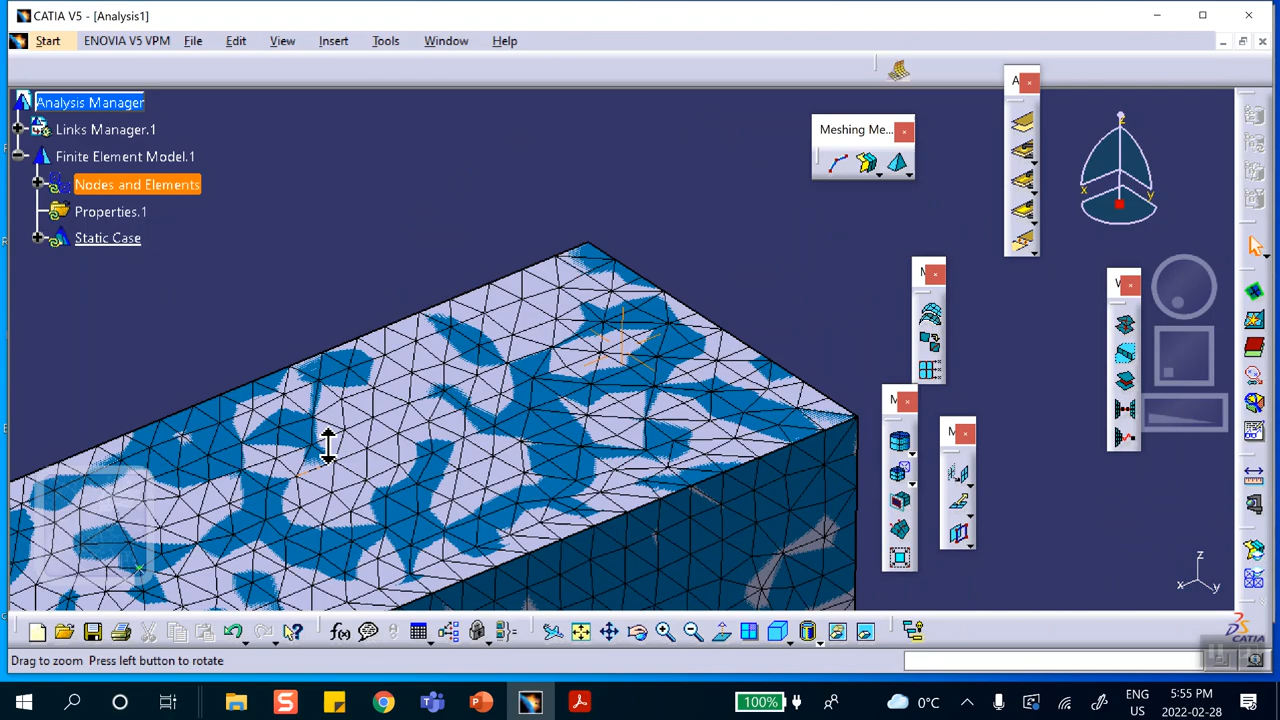 CATIA V5 - [Analysis1]
Start
ENOVIA V5 VPM
File
Edit
View
Insert
Tools
Window
Help
Analysis Manager
Links Manager.1
Finite Element Model.1
Nodes and Elements
Properties.1
Static Case
Meshing Me...
A
z
x
y
M
W
M
M
z
x
y
f(x)
CATIA
Drag to zoom Press left button to rotate
100%
0°C
ENG
US
5:55 PM
2022-02-28